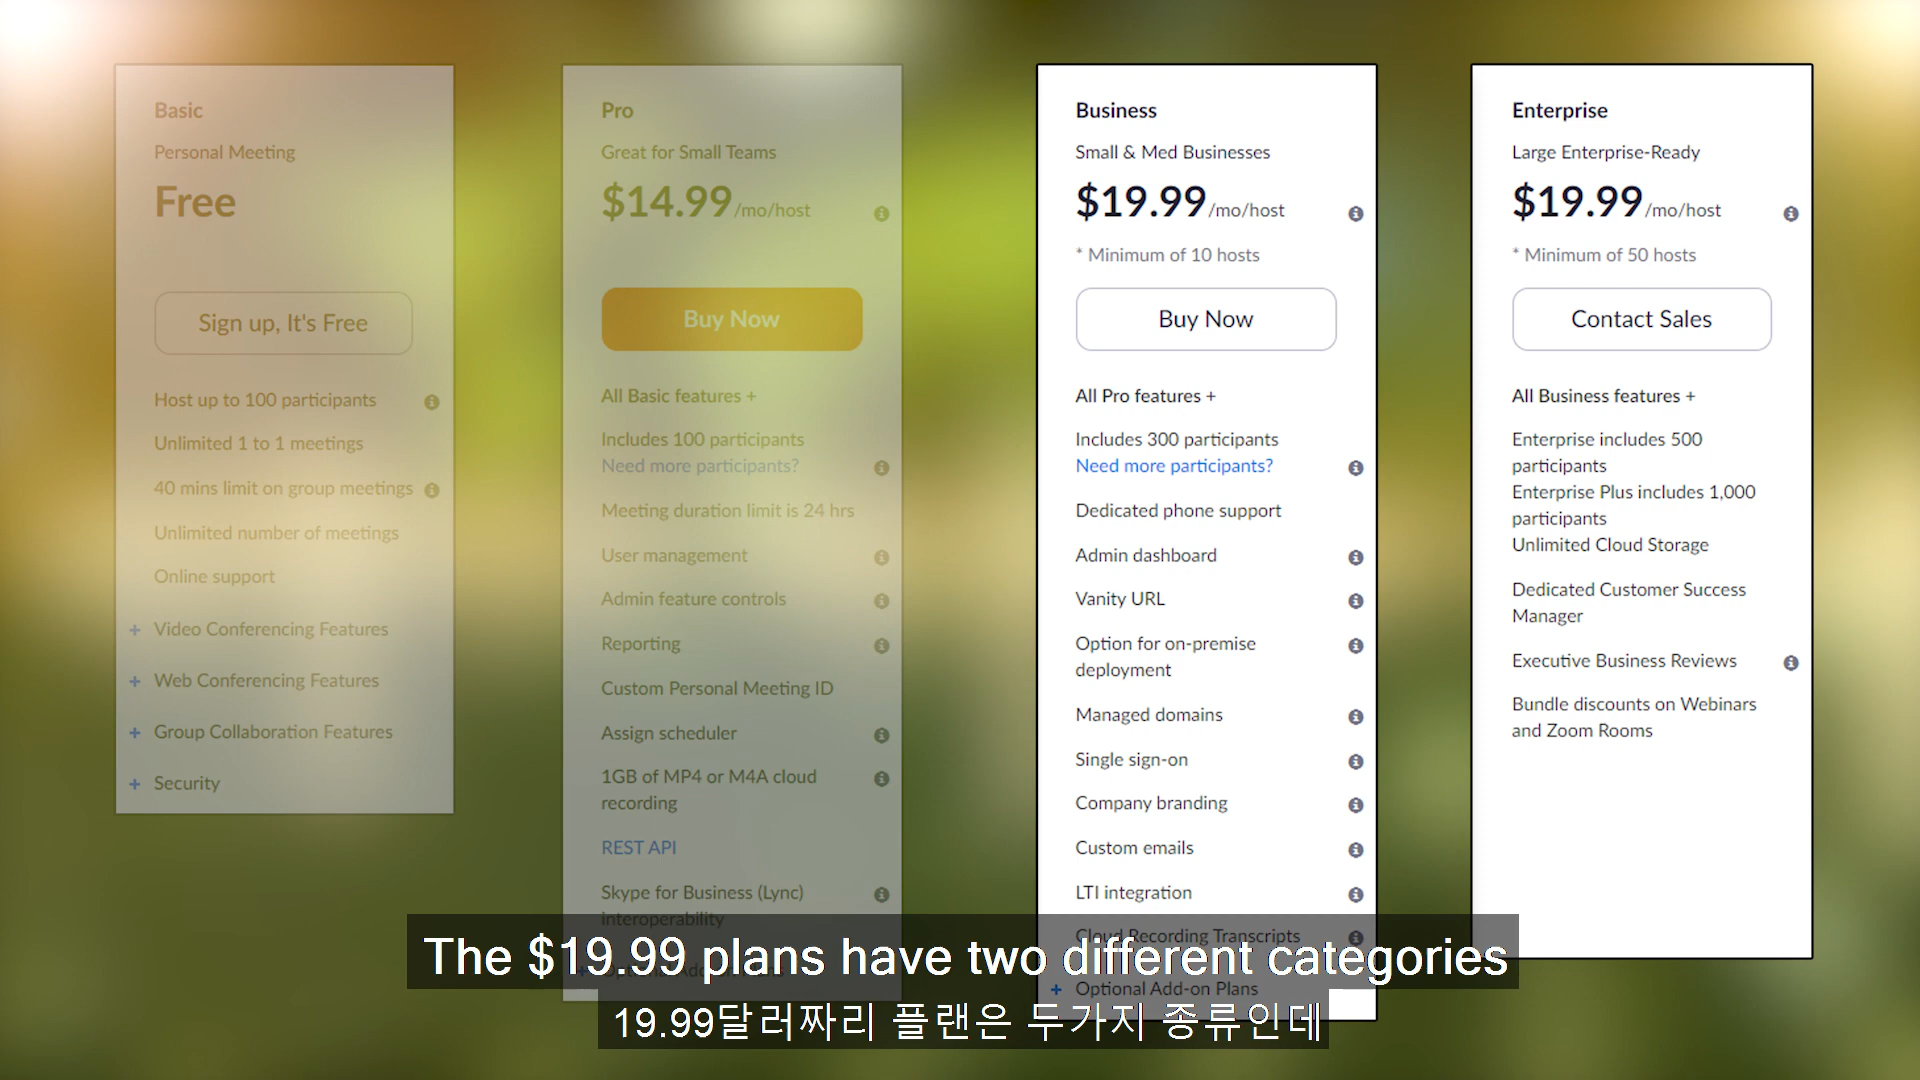 Basic
Personal Meeting
Free
Sign up, It's Free
Host up to 100 participants
Unlimited 1 to 1 meetings
40 mins limit on group meetings
Unlimited number of meetings
Online support
+ Video Conferencing Features
+ Web Conferencing Features
+ Group Collaboration Features
+ Security
Pro
Great for Small Teams
$14.99/mo/host
Buy Now
All Basic features +
Includes 100 participants
Need more participants?
Meeting duration limit is 24 hrs
User management
Admin feature controls
Reporting
Custom Personal Meeting ID
Assign scheduler
1GB of MP4 or M4A cloud
recording
REST API
Skype for Business (Lync)
interoperability
Business
Small & Med Businesses
$19.99/mo/host
* Minimum of 10 hosts
Buy Now
All Pro features +
Includes 300 participants
Need more participants?
Dedicated phone support
Admin dashboard
Vanity URL
Option for on-premise
deployment
Managed domains
Single sign-on
Company branding
Custom emails
LTI integration
Cloud Recording Transcripts
+ Optional Add-on Plans
Enterprise
Large Enterprise-Ready
$19.99/mo/host
* Minimum of 50 hosts
Contact Sales
All Business features +
Enterprise includes 500
participants
Enterprise Plus includes 1,000
participants
Unlimited Cloud Storage
Dedicated Customer Success
Manager
Executive Business Reviews
Bundle discounts on Webinars
and Zoom Rooms
The $19.99 plans have two different categories
19.99달러짜리 플랜은 두가지 종류인데